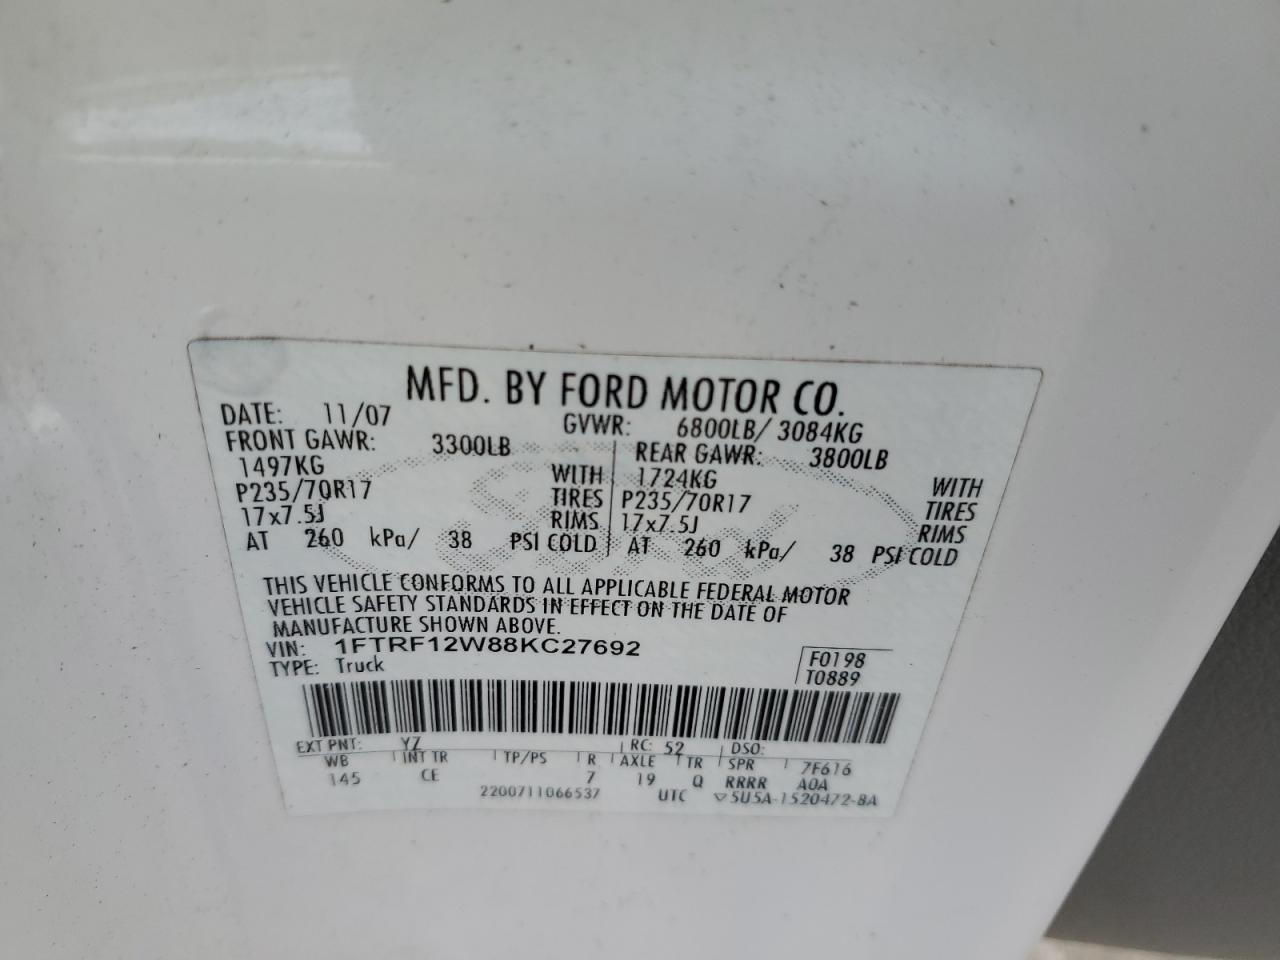 MFD. BY FORD MOTOR CO.
DATE: 11/07 GVWR: 6800LB/ 3084KG
FRONT GAWR: 3300LB REAR GAWR: 3800LB
1497KG WITH 1724KG WITH
P235/70R17 TIRES P235/70R17 TIRES
17x7.5J RIMS 17x7.5J RIMS
AT 260 kPa/ 38 PSI COLD AT 260 kPa/ 38 PSI COLD
THIS VEHICLE CONFORMS TO ALL APPLICABLE FEDERAL MOTOR
VEHICLE SAFETY STANDARDS IN EFFECT ON THE DATE OF
MANUFACTURE SHOWN ABOVE.
VIN: 1FTRF12W88KC27692
TYPE: Truck
F0198
T0889
EXT PNT: YZ RC: 52 DSO:
WB INT TR TP/PS R AXLE TR SPR 7F616
145 CE 7 19 Q RRRR A0A
2200711066537 UTC ▽5U5A-1520472-BA